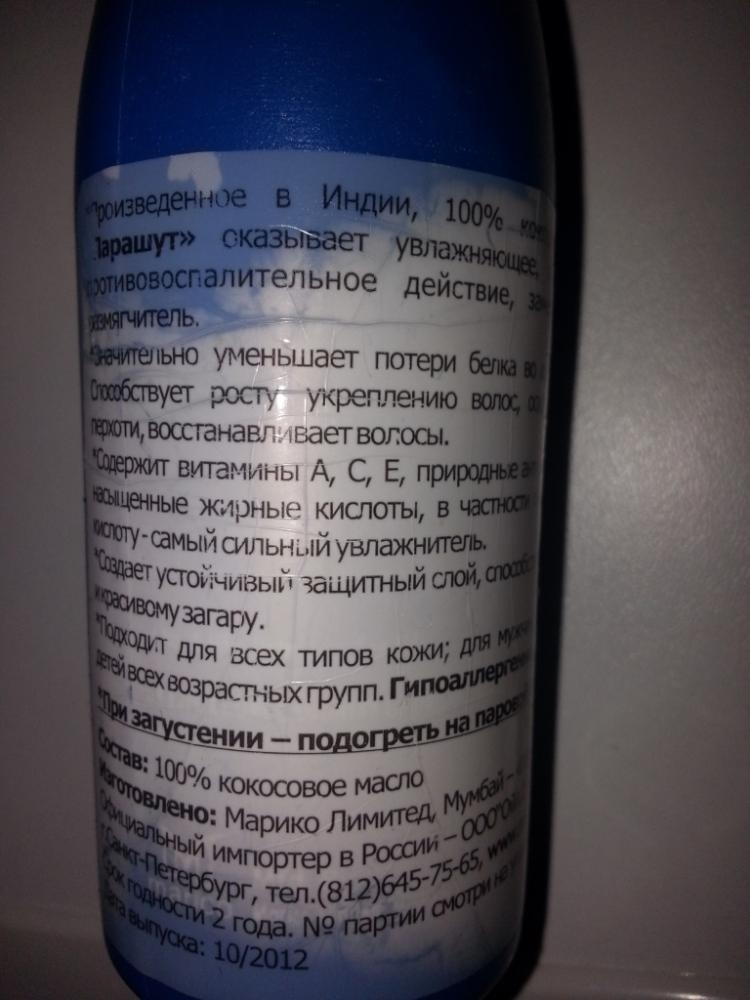 *Произведенное в Индии, 100%
Парашут» оказывает увлажняющее,
противовоспалительное действие,
размягчитель.
*Значительно уменьшает потери белка во
Способствует росту укреплению волос,
перхоти, восстанавливает волосы.
*Содержит витамины A, C, E, природные
насыщенные жирные кислоты, в частности
кислоту - самый сильный увлажнитель.
*Создает устойчивый защитный слой,
и красивому загару.
*Подходит для всех типов кожи; для
детей всех возрастных групп.
*При загустении – подогреть на
Состав: 100% кокосовое масло
Изготовлено: Марико Лимитед, Мумбай –
Официальный импортер в России – ООО
г.Санкт-Петербург, тел.(812)645-75-65,
Срок годности 2 года. № партии смотри на
Дата выпуска: 10/2012